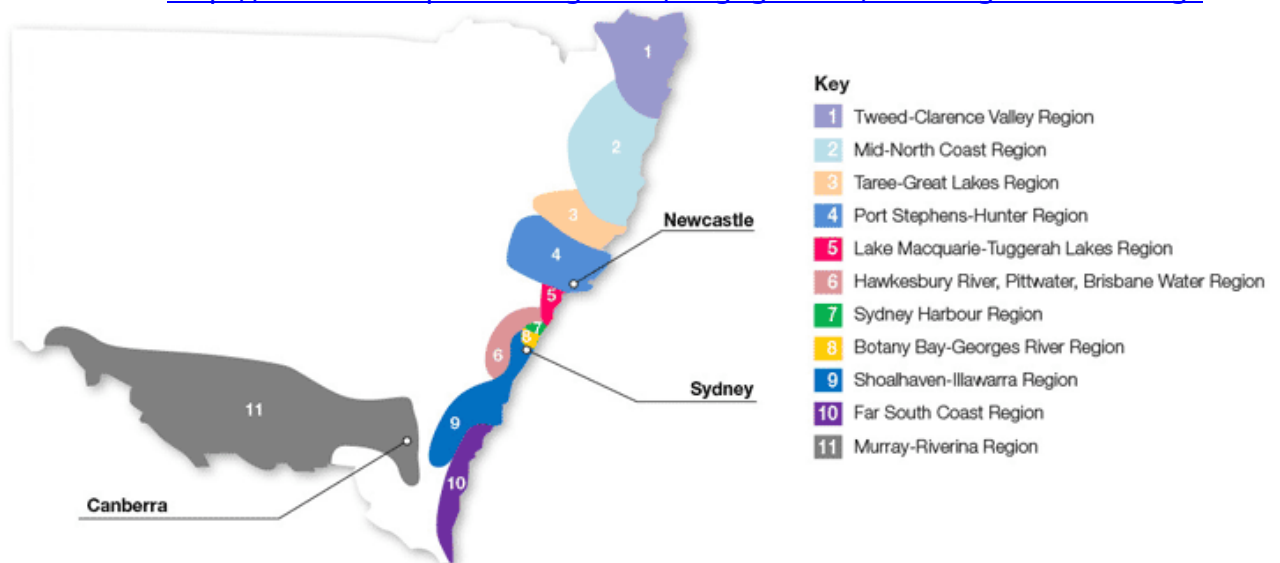 1
2
3
Newcastle
4
5
7
8
6
Sydney
11
9
10
Canberra
Key
1 Tweed-Clarence Valley Region
2 Mid-North Coast Region
3 Taree-Great Lakes Region
4 Port Stephens-Hunter Region
5 Lake Macquarie-Tuggerah Lakes Region
6 Hawkesbury River, Pittwater, Brisbane Water Region
7 Sydney Harbour Region
8 Botany Bay-Georges River Region
9 Shoalhaven-Illawarra Region
10 Far South Coast Region
11 Murray-Riverina Region